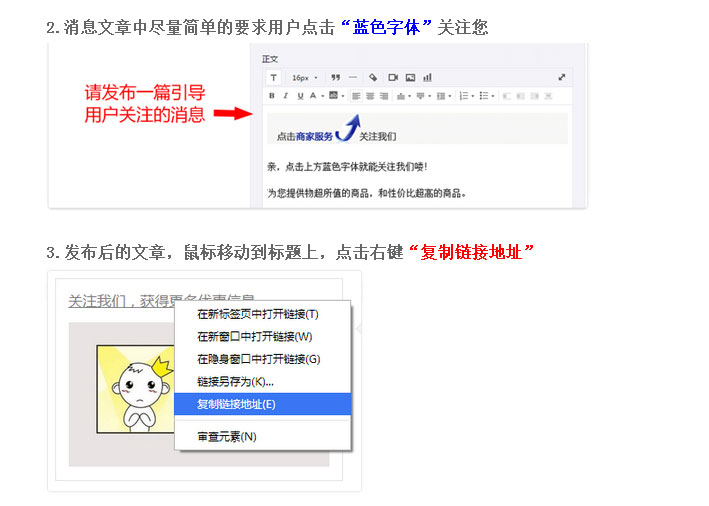 2.消息文章中尽量简单的要求用户点击“蓝色字体”关注您
正文
T 16px
B I U A
请发布一篇引导
用户关注的消息
点击商家服务 关注我们
亲，点击上方蓝色字体就能关注我们喽！
为您提供物超所值的商品，和性价比超高的商品。
3.发布后的文章，鼠标移动到标题上，点击右键“复制链接地址”
关注我们，获得更多优惠信息
在新标签页中打开链接(T)
在新窗口中打开链接(W)
在隐身窗口中打开链接(G)
链接另存为(K)...
复制链接地址(E)
审查元素(N)